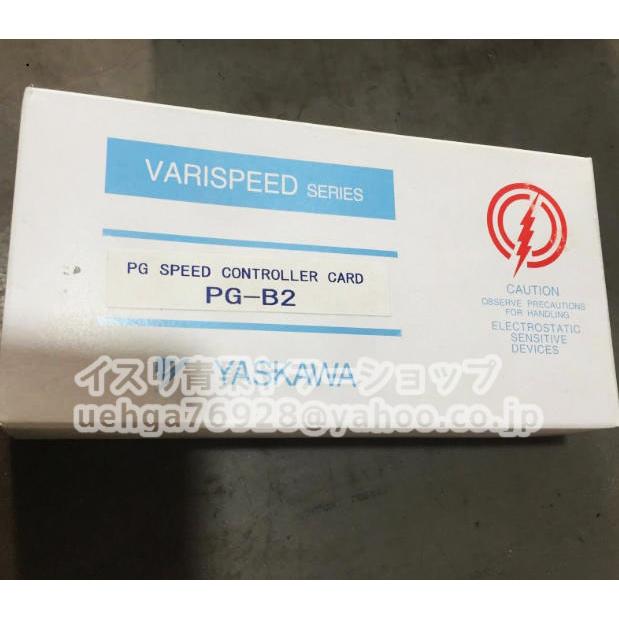 VARISPEED SERIES
PG SPEED CONTROLLER CARD
PG-B2
YASKAWA
CAUTION
OBSERVE PRECAUTIONS
FOR HANDLING
ELECTROSTATIC
SENSITIVE
DEVICES
uehga76928@yahoo.co.jp